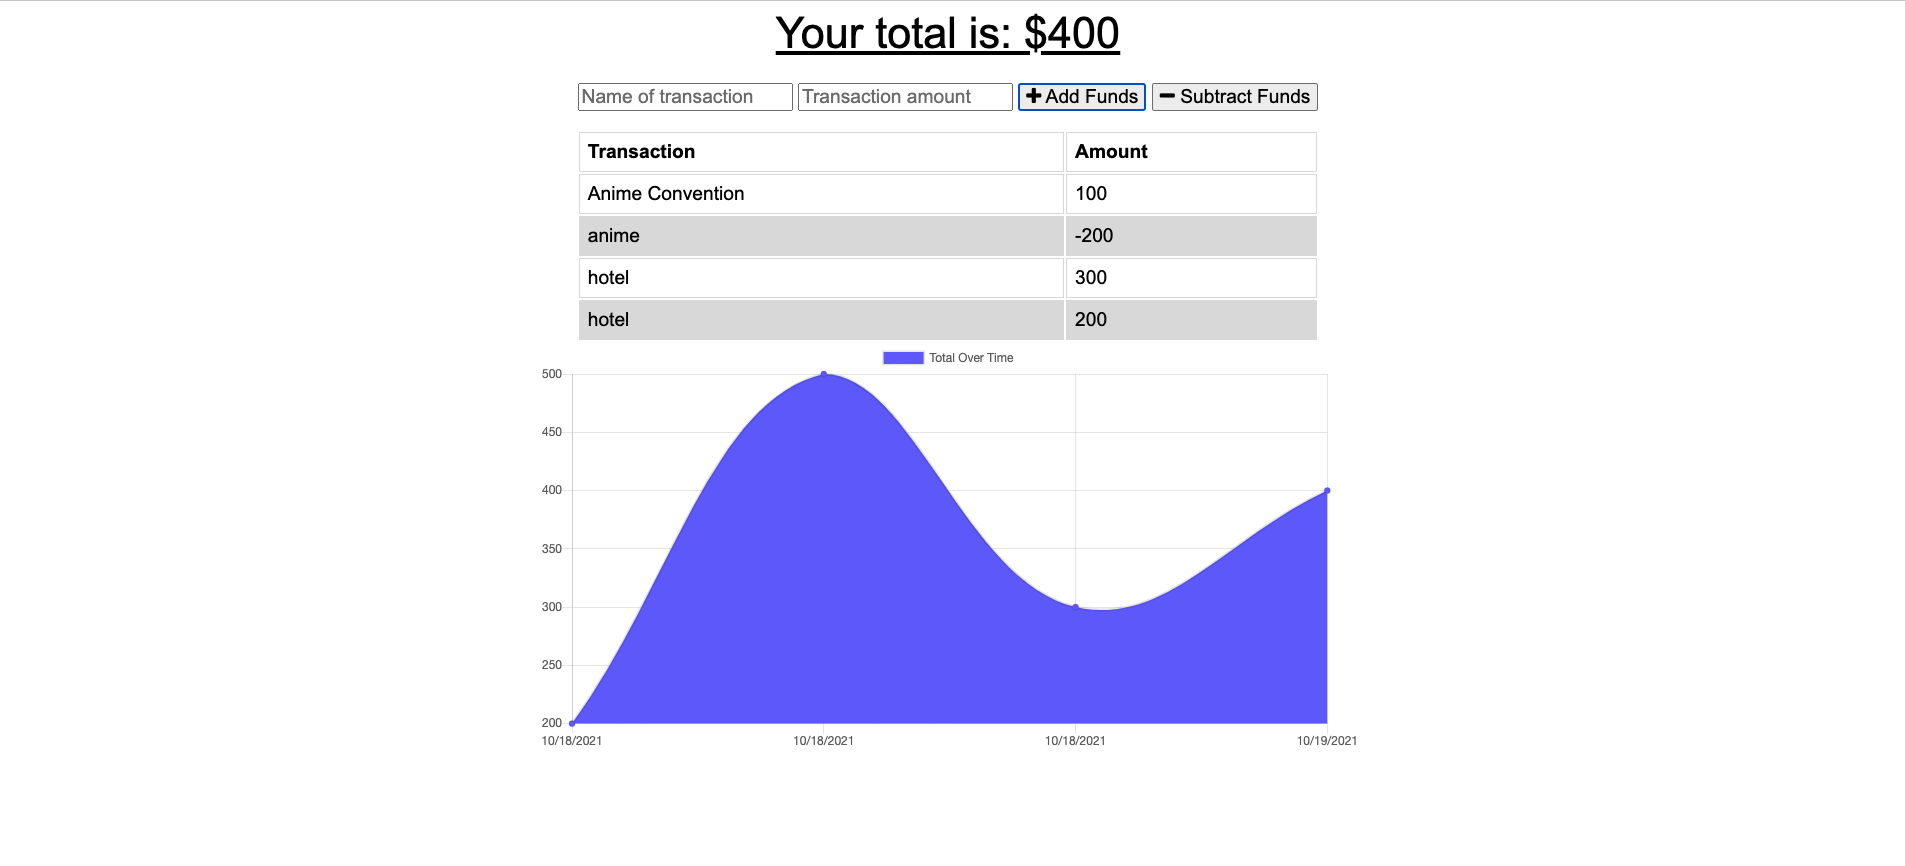 Your total is: $400
Name of transaction Transaction amount Add Funds Subtract Funds
Transaction Amount
Anime Convention 100
anime -200
hotel 300
hotel 200
Total Over Time
500
450
400
350
300
250
200
10/18/2021 10/18/2021 10/18/2021 10/19/2021